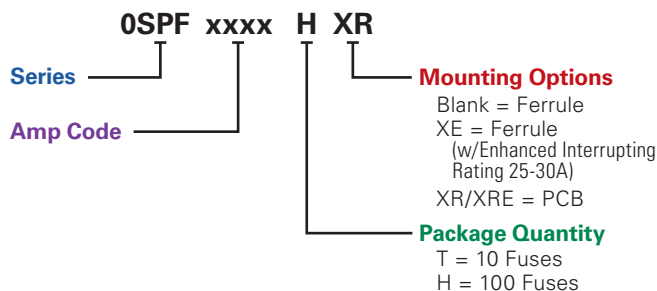 0SPF xxxx H XR
Series
Mounting Options
Blank = Ferrule
Amp Code
XE = Ferrule
(w/Enhanced Interrupting
Rating 25-30A)
XR/XRE = PCB
Package Quantity
T = 10 Fuses
H = 100 Fuses